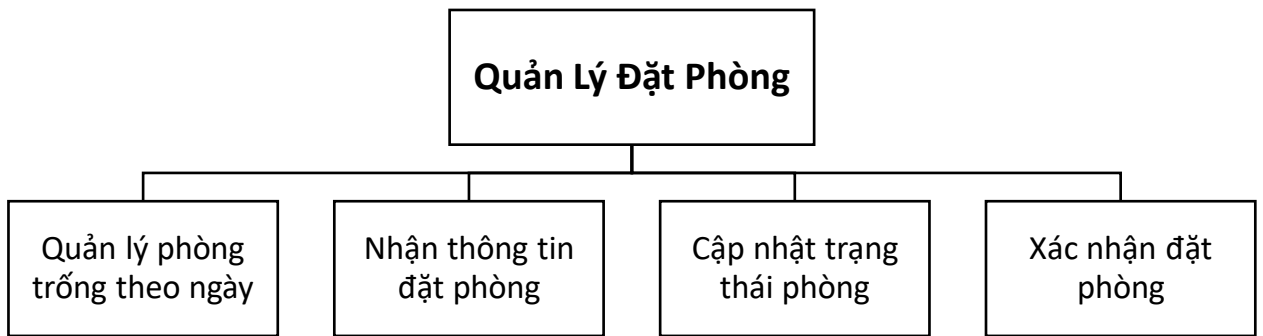 Quản Lý Đặt Phòng
Quản lý phòng
trống theo ngày
Nhận thông tin
đặt phòng
Cập nhật trạng
thái phòng
Xác nhận đặt
phòng